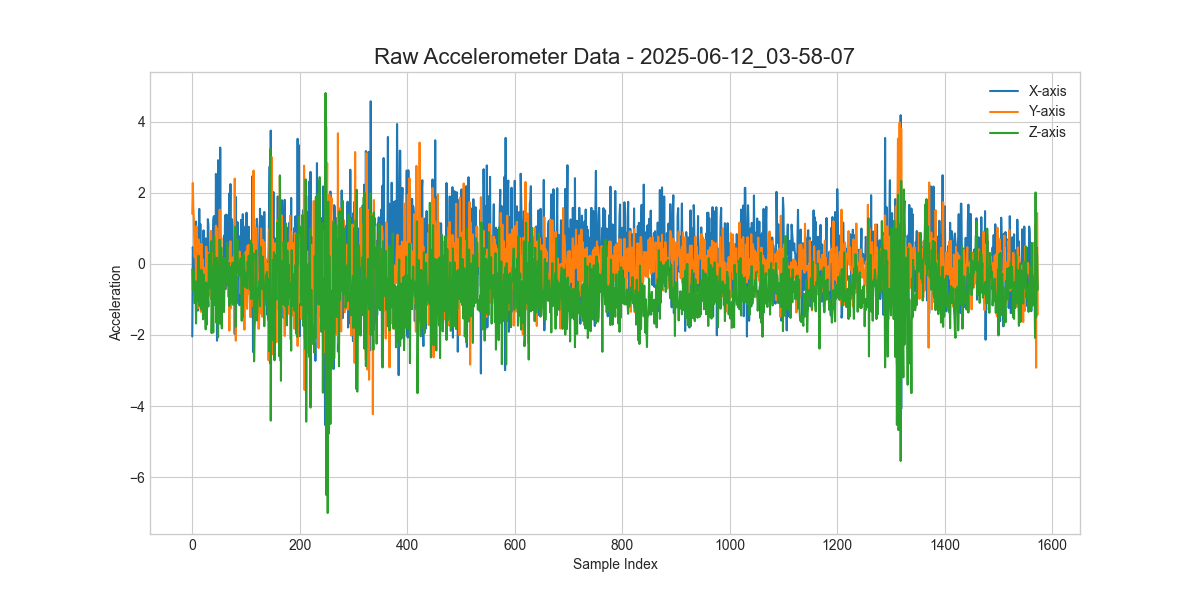 Raw Accelerometer Data - 2025-06-12_03-58-07
X-axis
Y-axis
Z-axis
4
2
0
−2
−4
−6
Acceleration
0 200 400 600 800 1000 1200 1400 1600
Sample Index